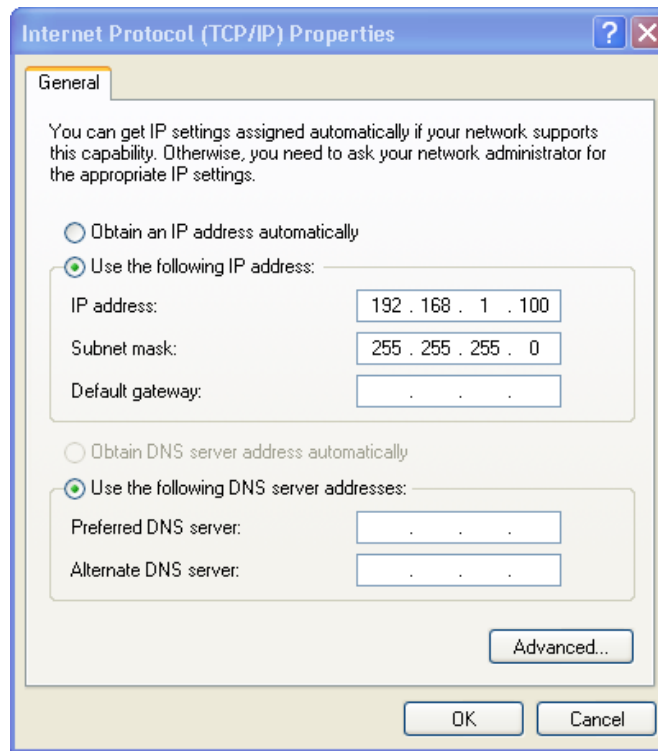 Internet Protocol (TCP/IP) Properties
General
You can get IP settings assigned automatically if your network supports
this capability. Otherwise, you need to ask your network administrator for
the appropriate IP settings.
Obtain an IP address automatically
Use the following IP address:
IP address: 192 . 168 . 1 . 100
Subnet mask: 255 . 255 . 255 . 0
Default gateway: . . .
Obtain DNS server address automatically
Use the following DNS server addresses:
Preferred DNS server: . . .
Alternate DNS server: . . .
Advanced...
OK Cancel